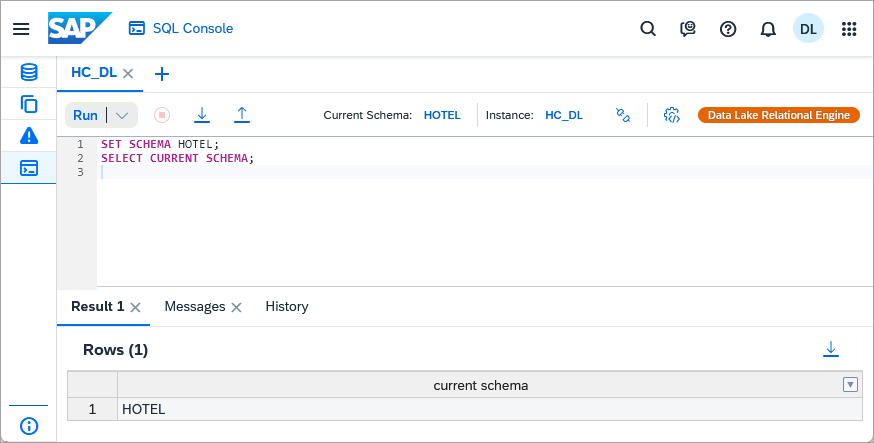 SAP SQL Console DL
HC_DL
Run Current Schema: HOTEL Instance: HC_DL Data Lake Relational Engine
1 SET SCHEMA HOTEL;
2 SELECT CURRENT SCHEMA;
3
Result 1 Messages History
Rows (1)
current schema
1 HOTEL